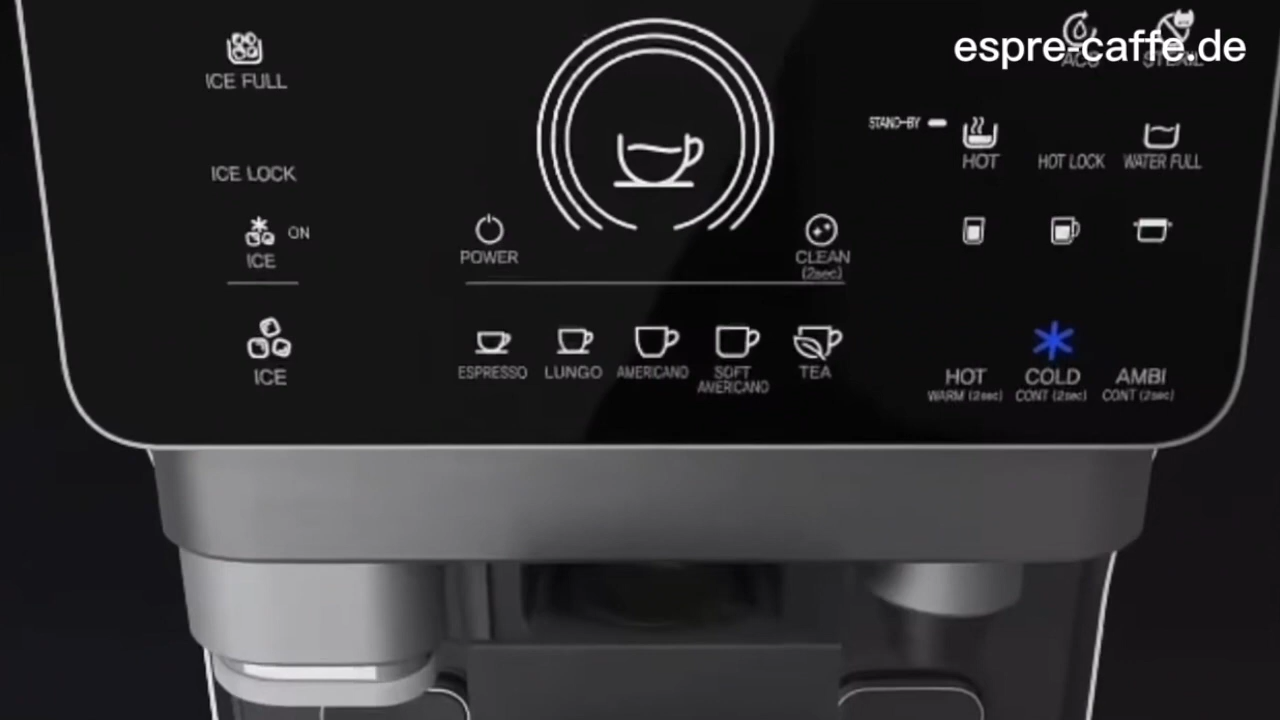 espre-caffe.de
ICE FULL
ICE LOCK
ON
ICE
ICE
POWER
CLEAN
(2sec)
ESPRESSO
LUNGO
AMERICANO
SOFT
AMERICANO
TEA
STAND-BY
HOT
HOT LOCK
WATER FULL
HOT
WARM (2sec)
COLD
CONT (2sec)
AMBI
CONT (2sec)